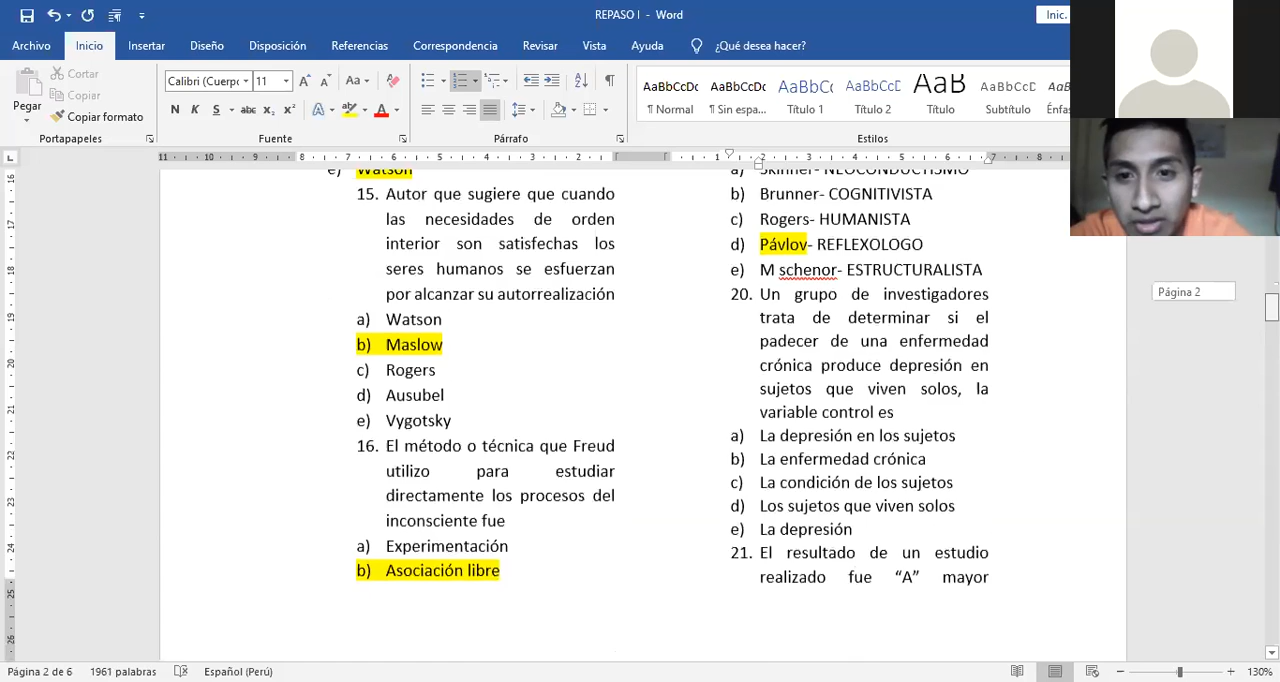 REPASO I - Word
Inic.
Archivo
Inicio
Insertar
Diseño
Disposición
Referencias
Correspondencia
Revisar
Vista
Ayuda
¿Qué desea hacer?
Pegar
Cortar
Copiar
Copiar formato
Portapapeles
Calibri (Cuerpo
11
Fuente
Párrafo
AaBbCcDc
¶ Normal
AaBbCcDc
¶ Sin espa...
AaBbCc
Título 1
AaBbCcD
Título 2
AaB
Título
AaBbCcD
Subtítulo
Énfas
Estilos
e) Watson
15. Autor que sugiere que cuando
las necesidades de orden
interior son satisfechas los
seres humanos se esfuerzan
por alcanzar su autorrealización
a) Watson
b) Maslow
c) Rogers
d) Ausubel
e) Vygotsky
16. El método o técnica que Freud
utilizo para estudiar
directamente los procesos del
inconsciente fue
a) Experimentación
b) Asociación libre
a) Skinner- NEOCONDUCTISMO
b) Brunner- COGNITIVISTA
c) Rogers- HUMANISTA
d) Pávlov- REFLEXOLOGO
e) M schenor- ESTRUCTURALISTA
20. Un grupo de investigadores
trata de determinar si el
padecer de una enfermedad
crónica produce depresión en
sujetos que viven solos, la
variable control es
a) La depresión en los sujetos
b) La enfermedad crónica
c) La condición de los sujetos
d) Los sujetos que viven solos
e) La depresión
21. El resultado de un estudio
realizado fue “A” mayor
Página 2
Página 2 de 6
1961 palabras
Español (Perú)
130%